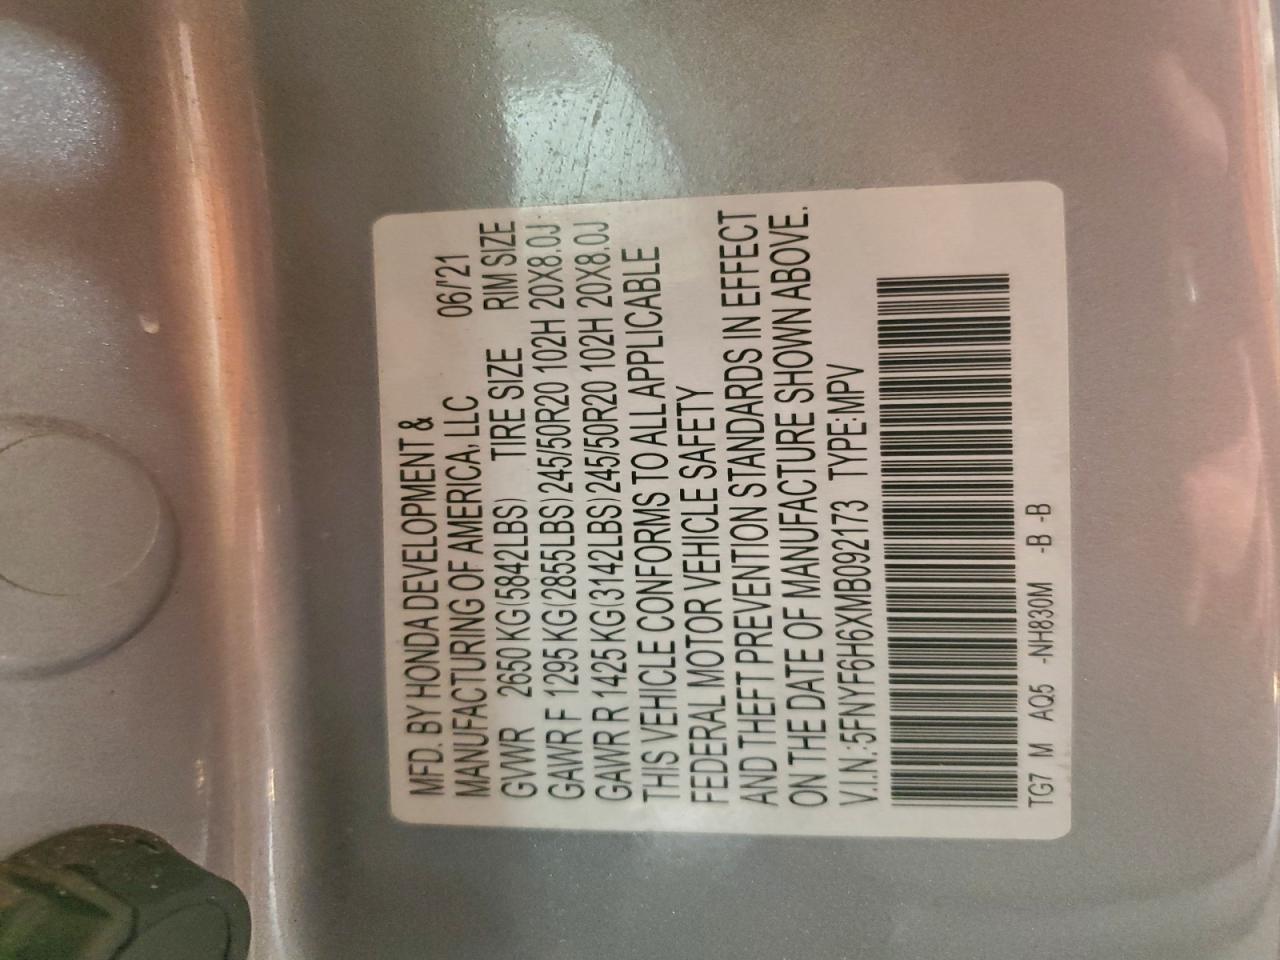 MFD. BY HONDA DEVELOPMENT &
MANUFACTURING OF AMERICA, LLC 06/'21
GVWR 2650 KG(5842LBS) TIRE SIZE RIM SIZE
GAWR F 1295 KG(2855LBS)245/50R20 102H 20X8.0J
GAWR R 1425 KG(3142LBS)245/50R20 102H 20X8.0J
THIS VEHICLE CONFORMS TO ALL APPLICABLE
FEDERAL MOTOR VEHICLE SAFETY
AND THEFT PREVENTION STANDARDS IN EFFECT
ON THE DATE OF MANUFACTURE SHOWN ABOVE.
V.I.N.:5FNYF6H6XMB092173 TYPE:MPV
TG7 M AQ5 -NH830M -B -B